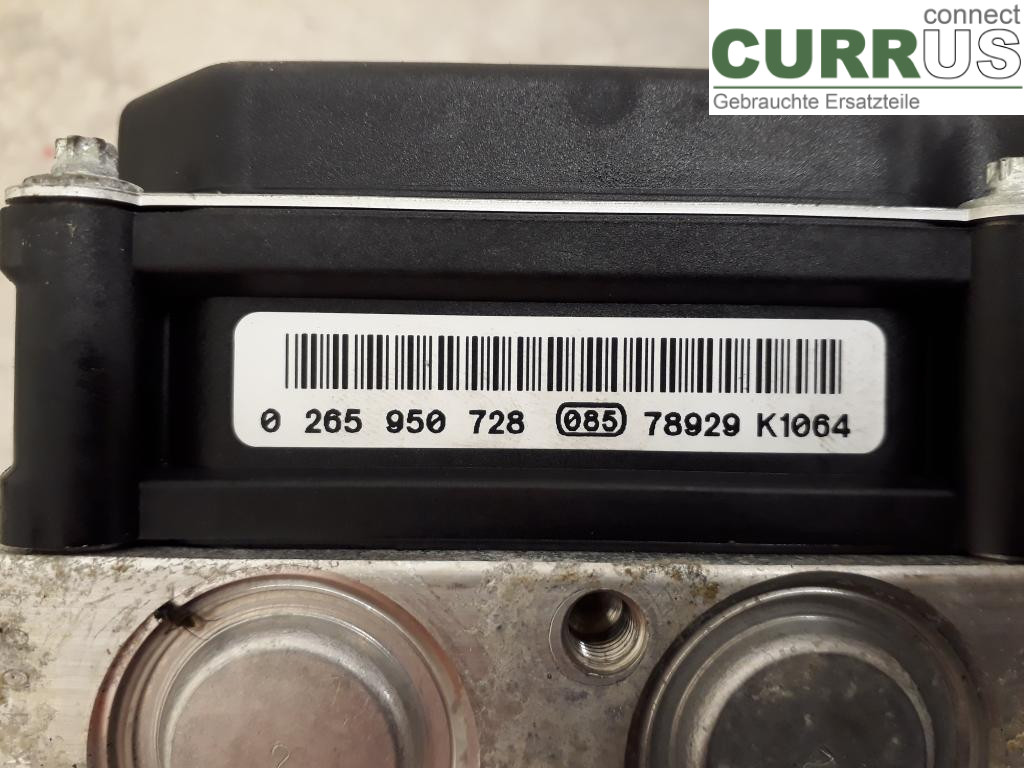 connect
CURRUS
Gebrauchte Ersatzteile
0 265 950 728 085 78929 K1064